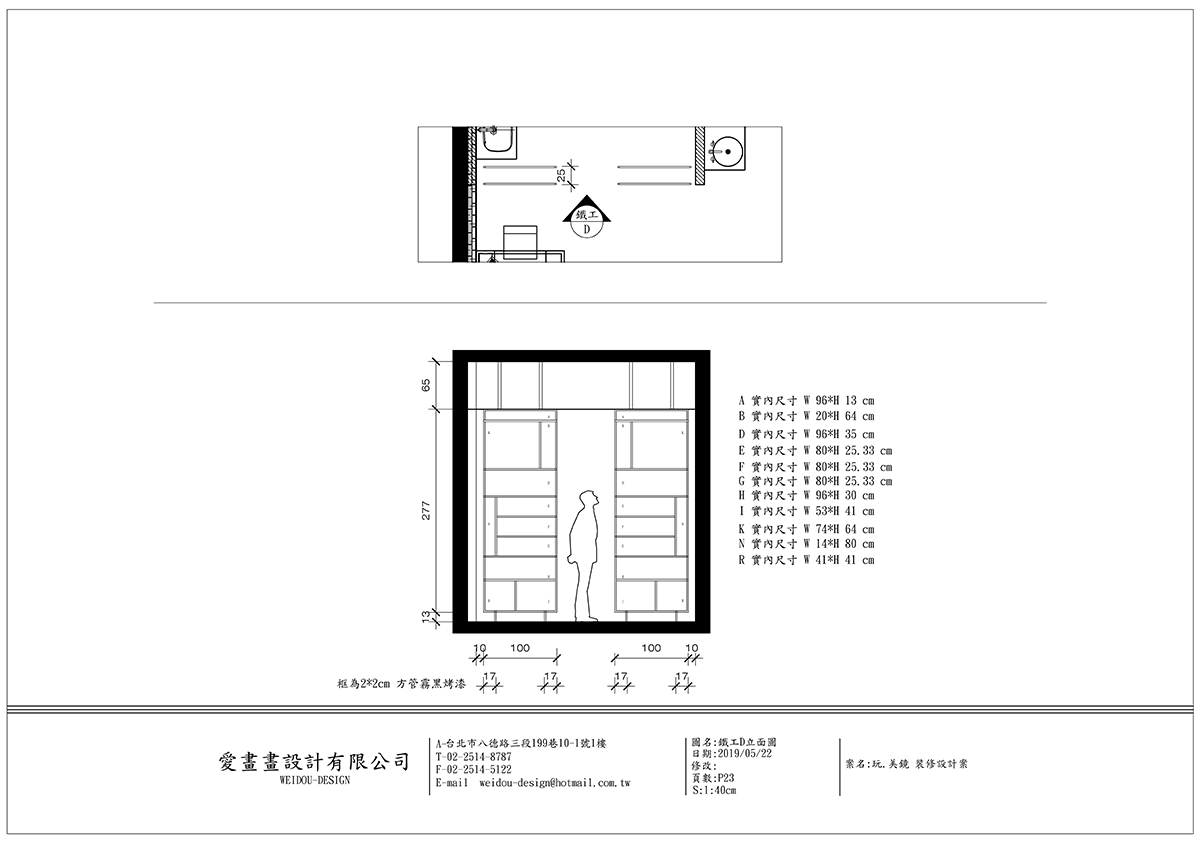 25
鐵工
D
65
277
13
A 實內尺寸 W 96*H 13 cm
B 實內尺寸 W 20*H 64 cm
D 實內尺寸 W 96*H 35 cm
E 實內尺寸 W 80*H 25.33 cm
F 實內尺寸 W 80*H 25.33 cm
G 實內尺寸 W 80*H 25.33 cm
H 實內尺寸 W 96*H 30 cm
I 實內尺寸 W 53*H 41 cm
K 實內尺寸 W 74*H 64 cm
N 實內尺寸 W 14*H 80 cm
R 實內尺寸 W 41*H 41 cm
10 100 100 10
17 17 17 17
框為2*2cm 方管霧黑烤漆
愛畫畫設計有限公司
WEIDOU-DESIGN
A-台北市八德路三段199巷10-1號1樓
T-02-2514-8787
F-02-2514-5122
E-mail weidou-design@hotmail.com.tw
圖名:鐵工D立面圖
日期:2019/05/22
修改:
頁數:P23
S:1:40cm
案名:玩.美鏡 裝修設計案